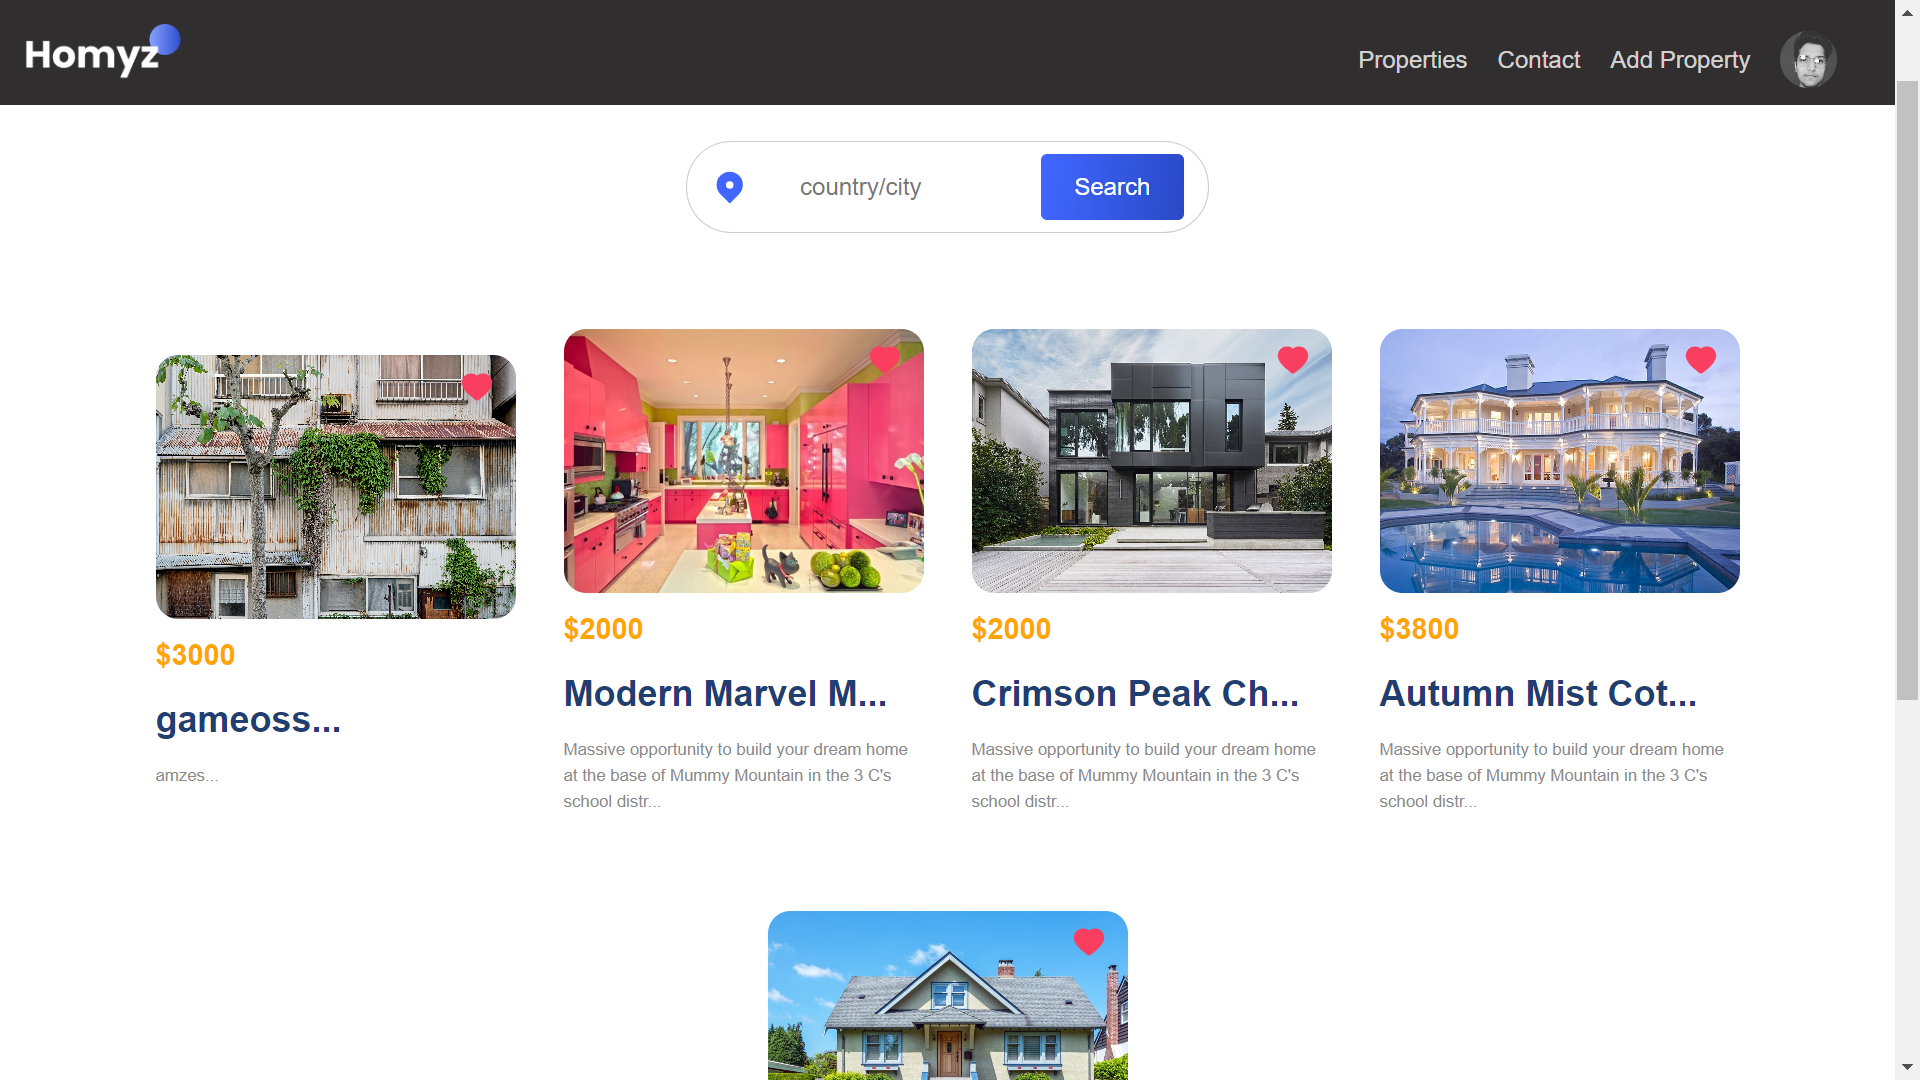 Homyz
Properties Contact Add Property
country/city
Search
$3000
gameoss...
amzes...
$2000
Modern Marvel M...
Massive opportunity to build your dream home
at the base of Mummy Mountain in the 3 C's
school distr...
$2000
Crimson Peak Ch...
Massive opportunity to build your dream home
at the base of Mummy Mountain in the 3 C's
school distr...
$3800
Autumn Mist Cot...
Massive opportunity to build your dream home
at the base of Mummy Mountain in the 3 C's
school distr...